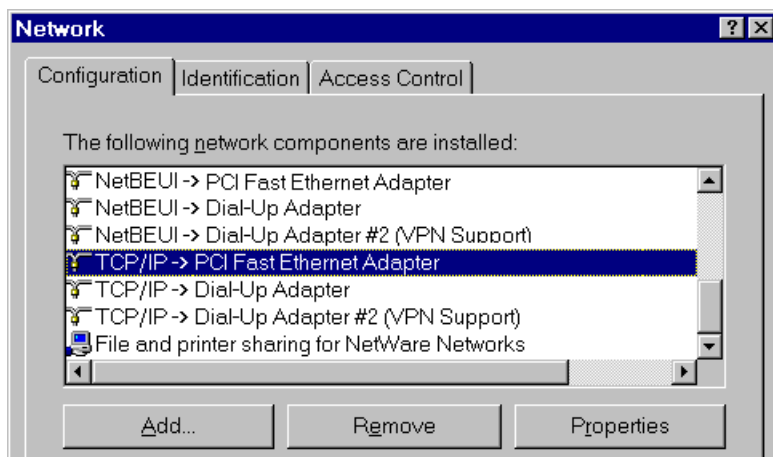 Network
Configuration Identification Access Control
The following network components are installed:
NetBEUI -> PCI Fast Ethernet Adapter
NetBEUI -> Dial-Up Adapter
NetBEUI -> Dial-Up Adapter #2 (VPN Support)
TCP/IP -> PCI Fast Ethernet Adapter
TCP/IP -> Dial-Up Adapter
TCP/IP -> Dial-Up Adapter #2 (VPN Support)
File and printer sharing for NetWare Networks
Add... Remove Properties